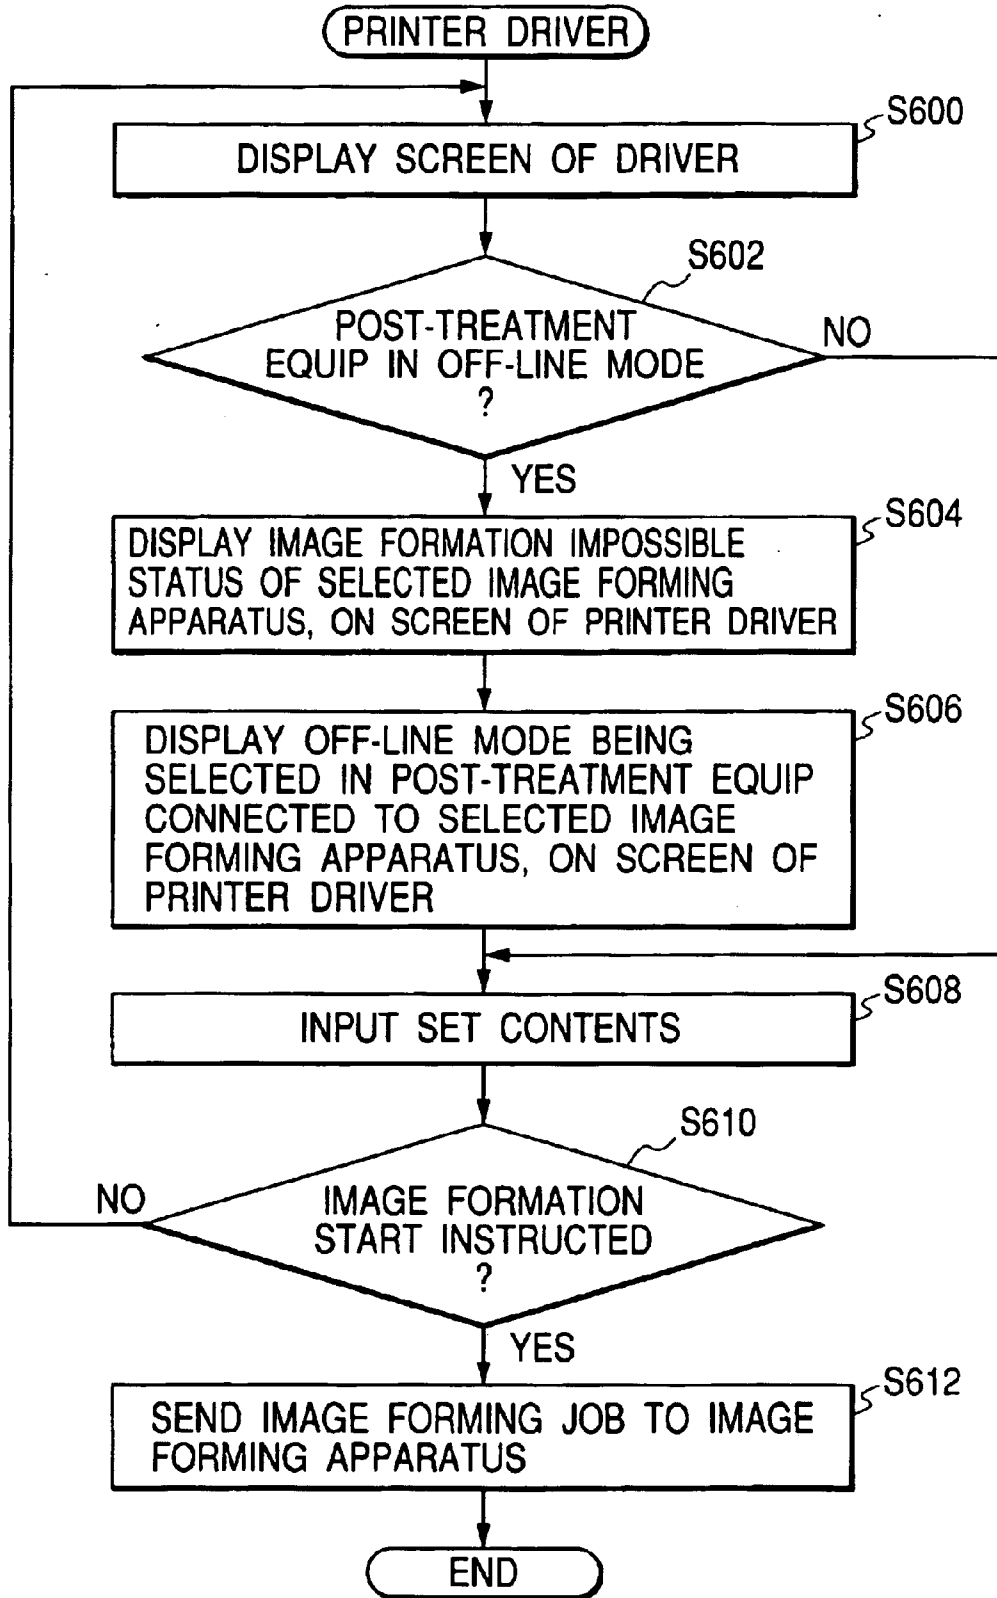 PRINTER DRIVER
S600
DISPLAY SCREEN OF DRIVER
S602
POST-TREATMENT
EQUIP IN OFF-LINE MODE
?
NO
YES
S604
DISPLAY IMAGE FORMATION IMPOSSIBLE
STATUS OF SELECTED IMAGE FORMING
APPARATUS, ON SCREEN OF PRINTER DRIVER
S606
DISPLAY OFF-LINE MODE BEING
SELECTED IN POST-TREATMENT EQUIP
CONNECTED TO SELECTED IMAGE
FORMING APPARATUS, ON SCREEN OF
PRINTER DRIVER
S608
INPUT SET CONTENTS
S610
NO
IMAGE FORMATION
START INSTRUCTED
?
YES
S612
SEND IMAGE FORMING JOB TO IMAGE
FORMING APPARATUS
END